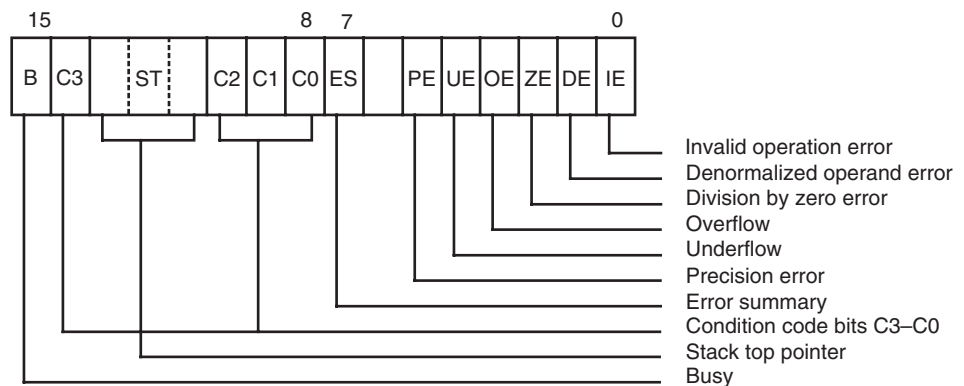 15 8 7 0
B C3 ST C2 C1 C0 ES PE UE OE ZE DE IE
Invalid operation error
Denormalized operand error
Division by zero error
Overflow
Underflow
Precision error
Error summary
Condition code bits C3–C0
Stack top pointer
Busy